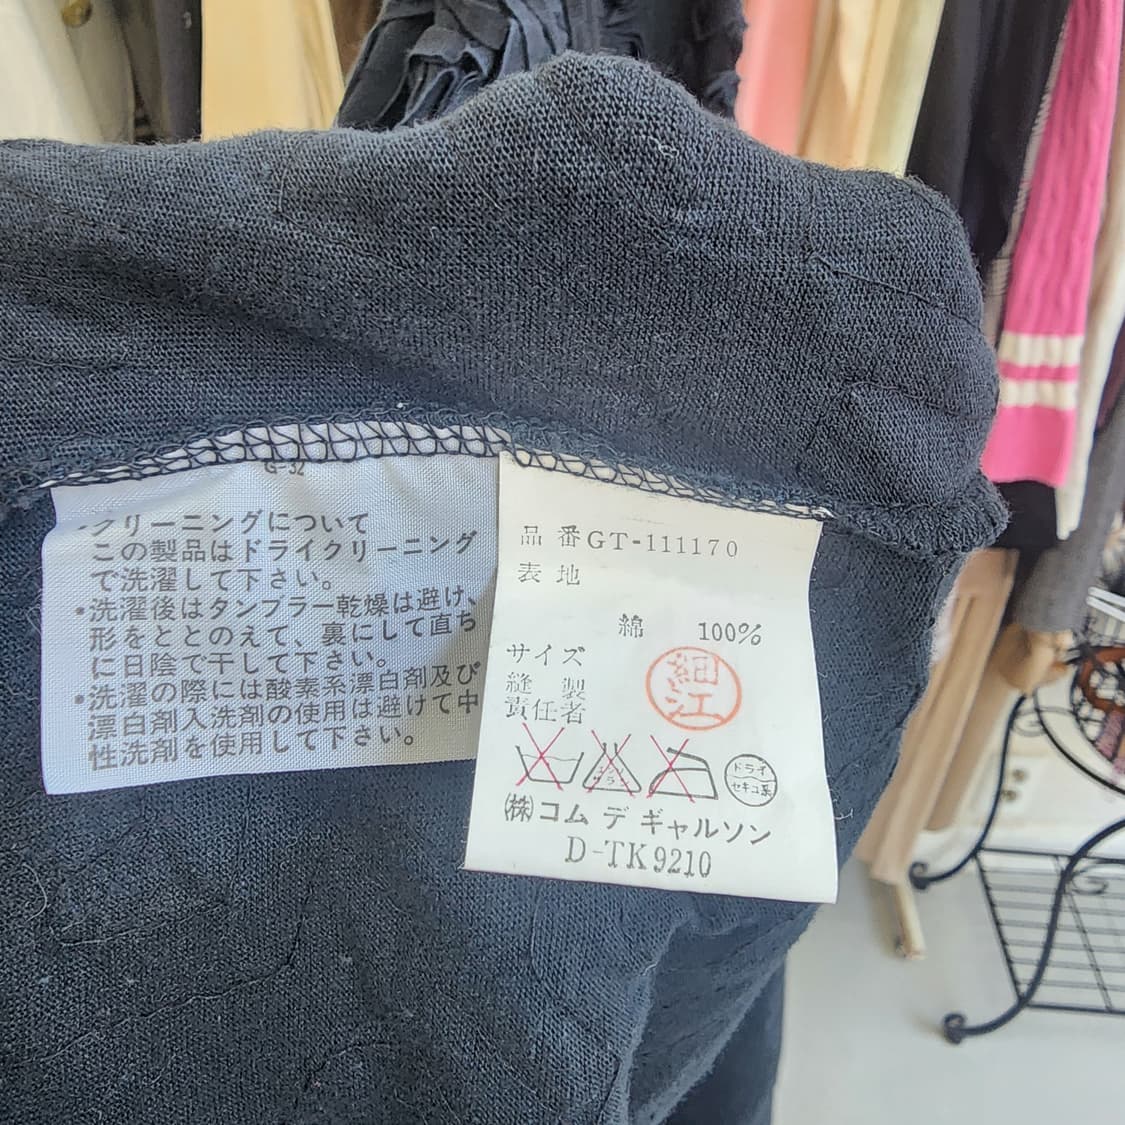 G-32
・クリーニングについて
この製品はドライクリーニング
で洗濯して下さい。
・洗濯後はタンブラー乾燥は避け、
形をととのえて、裏にして直ち
に日陰で干して下さい。
・洗濯の際には酸素系漂白剤及び
漂白剤入洗剤の使用は避けて中
性洗剤を使用して下さい。
品番 GT-111170
表地
綿 100%
サイズ
縫製
責任者
細江
エンソ
サラシ
ドライ
セキユ系
(株)コム デ ギャルソン
D-TK9210